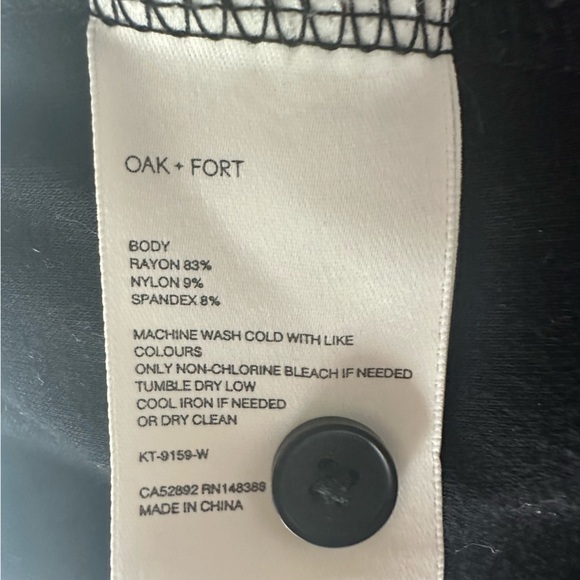 OAK + FORT
BODY
RAYON 83%
NYLON 9%
SPANDEX 8%
MACHINE WASH COLD WITH LIKE
COLOURS
ONLY NON-CHLORINE BLEACH IF NEEDED
TUMBLE DRY LOW
COOL IRON IF NEEDED
OR DRY CLEAN
KT-9159-W
CA52892 RN148389
MADE IN CHINA